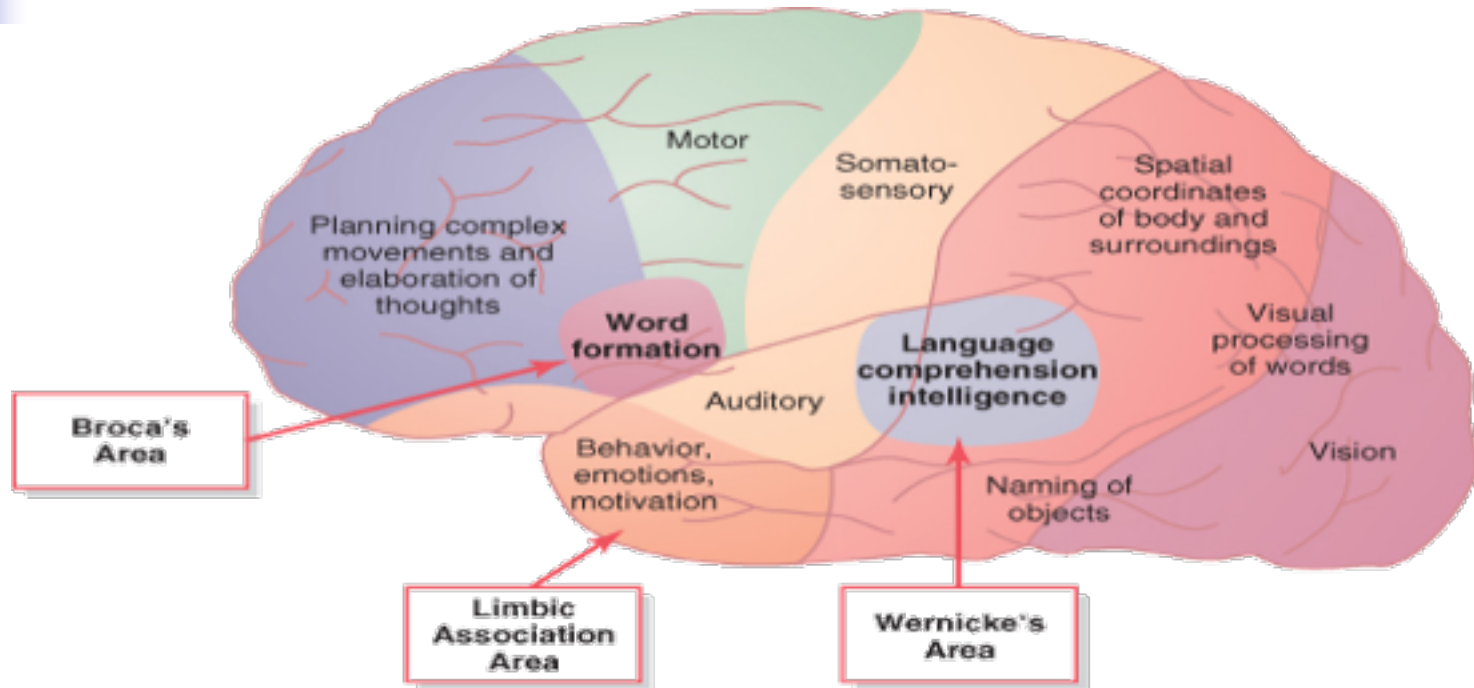 Motor
Somato-
sensory
Spatial
coordinates
of body and
surroundings
Planning complex
movements and
elaboration of
thoughts
Word
formation
Language
comprehension
intelligence
Visual
processing
of words
Auditory
Broca's
Area
Behavior,
emotions,
motivation
Vision
Naming of
objects
Limbic
Association
Area
Wernicke's
Area